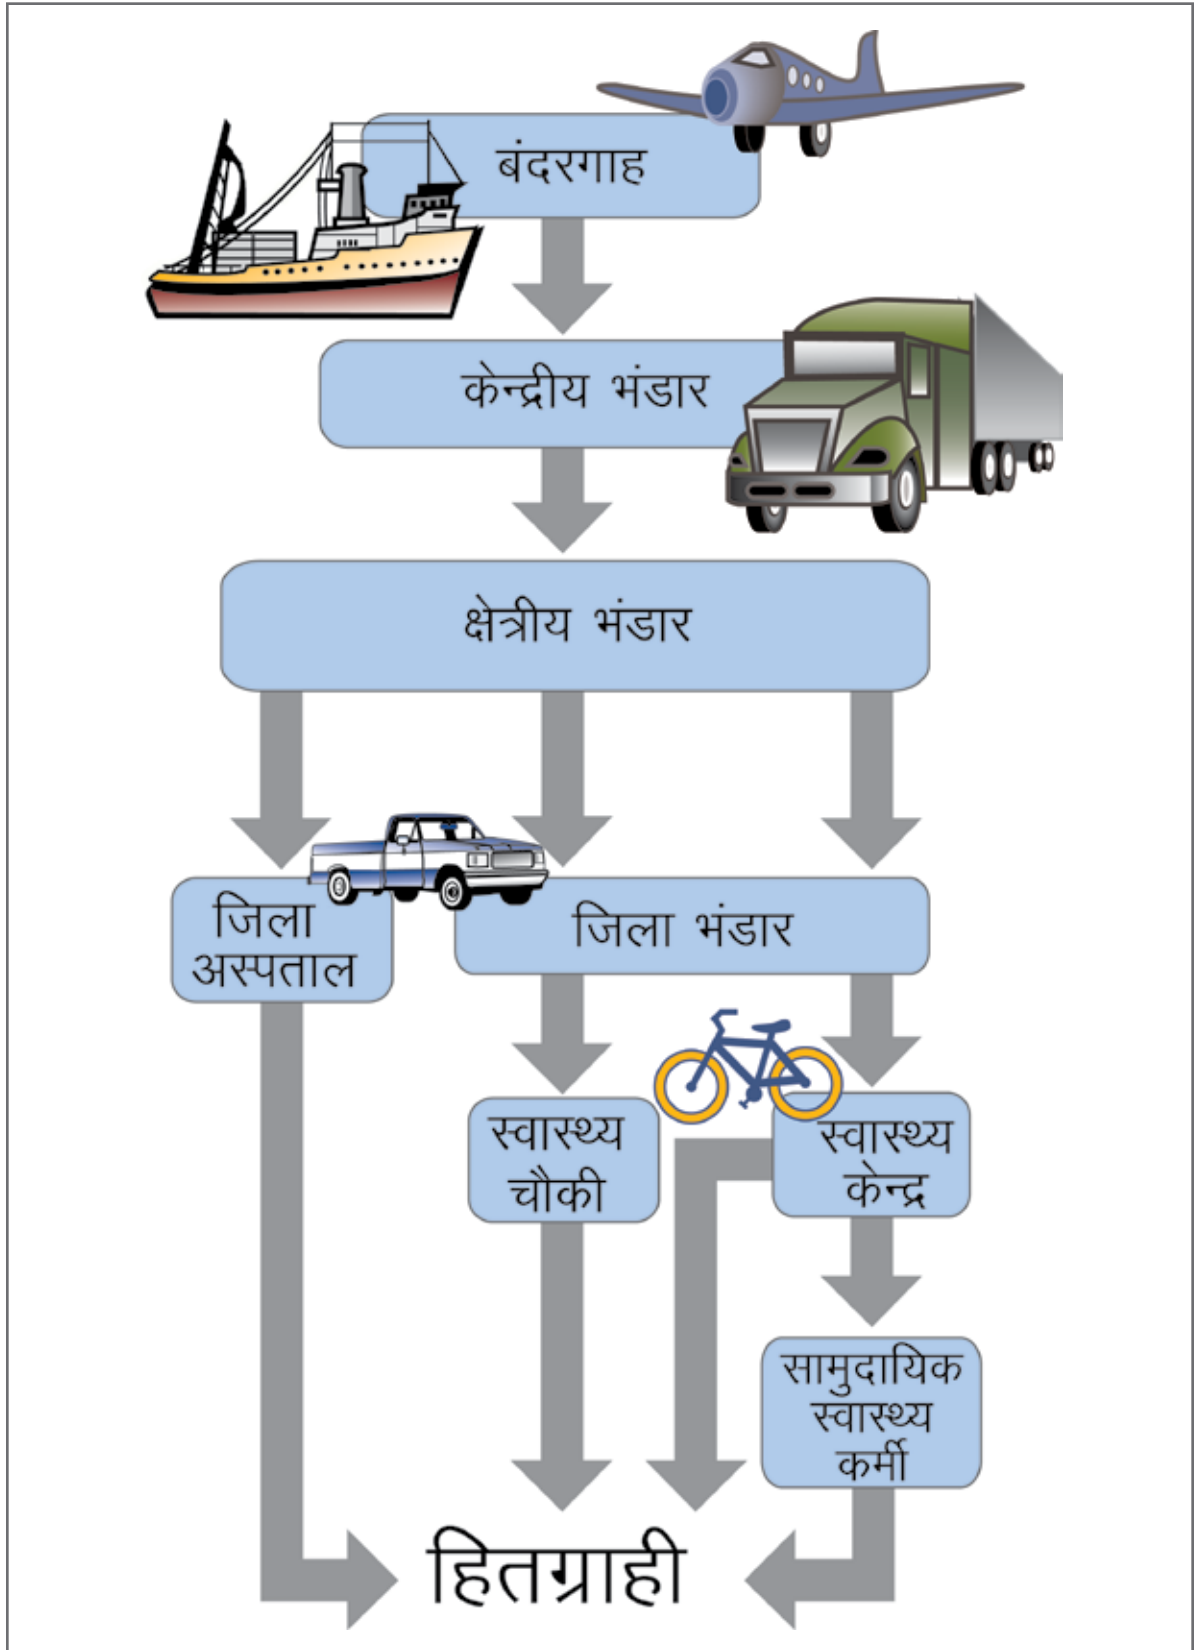 बंदरगाह
केन्द्रीय भंडार
क्षेत्रीय भंडार
जिला
अस्पताल
जिला भंडार
स्वास्थ्य
चौकी
स्वास्थ्य
केन्द्र
सामुदायिक
स्वास्थ्य
कर्मी
हितग्राही